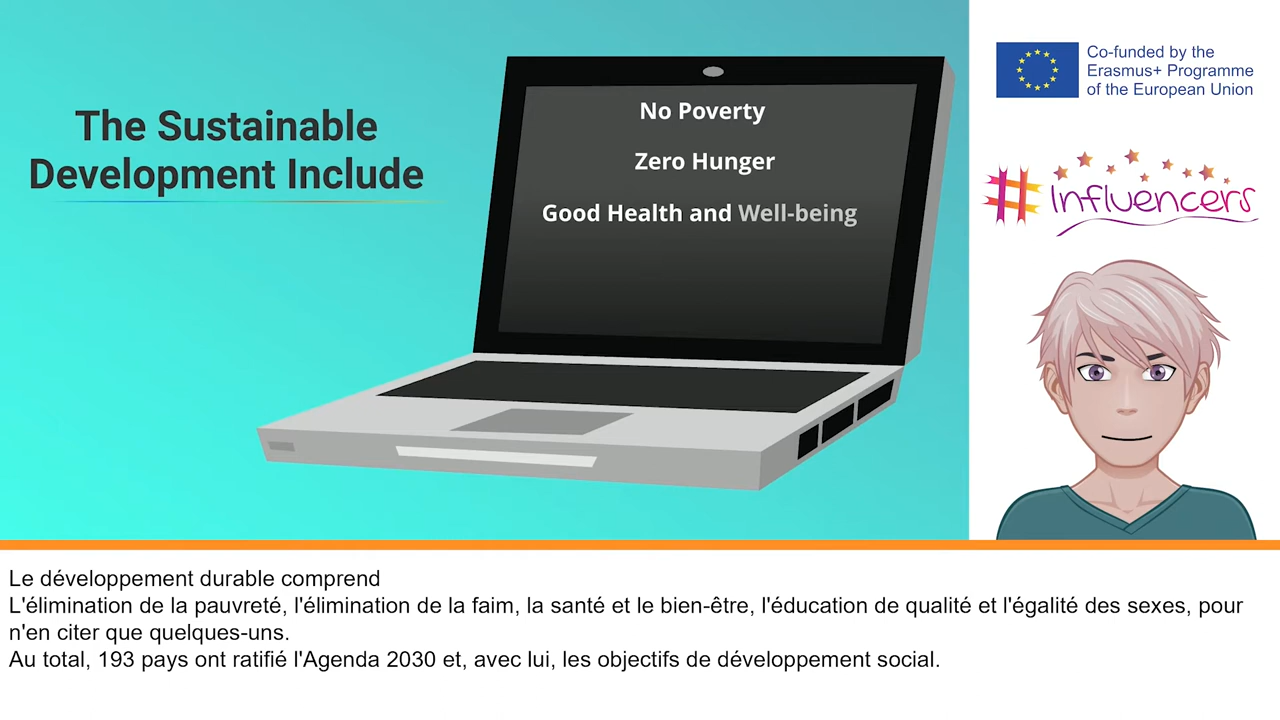 The Sustainable
Development Include
No Poverty
Zero Hunger
Good Health and Well-being
Co-funded by the
Erasmus+ Programme
of the European Union
#Influencers
Le développement durable comprend
L'élimination de la pauvreté, l'élimination de la faim, la santé et le bien-être, l'éducation de qualité et l'égalité des sexes, pour
n'en citer que quelques-uns.
Au total, 193 pays ont ratifié l'Agenda 2030 et, avec lui, les objectifs de développement social.